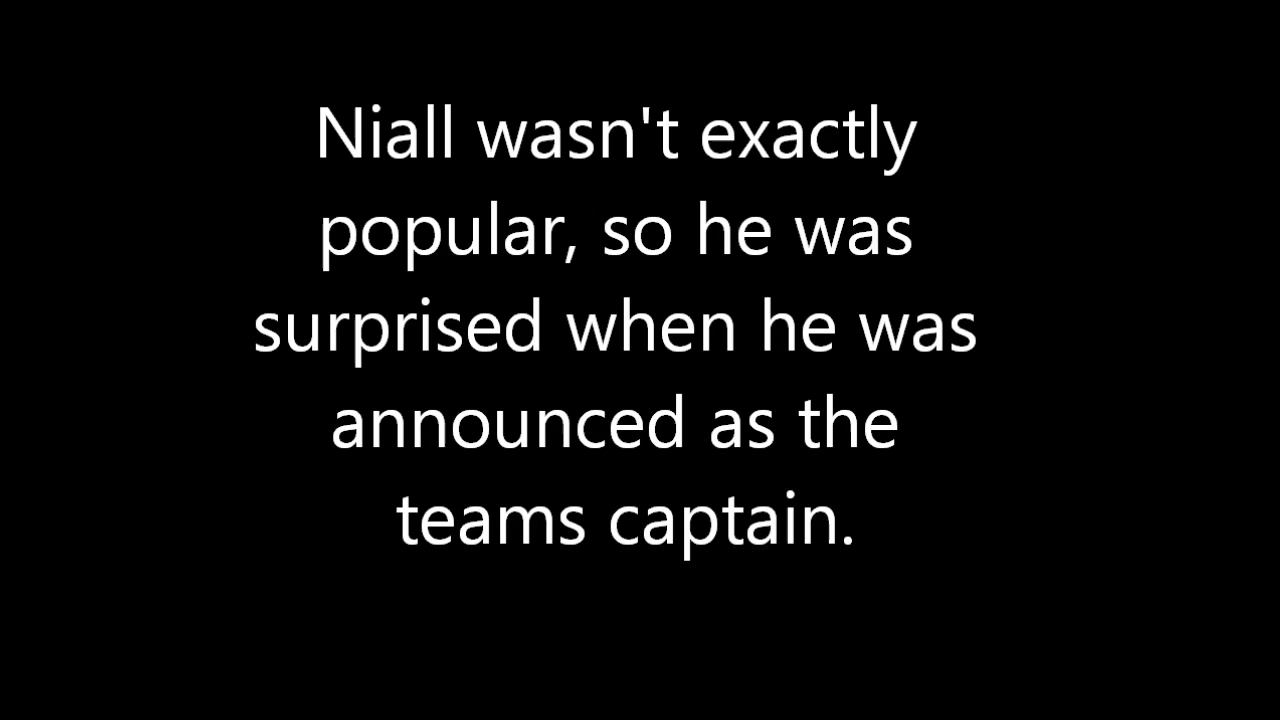 Niall wasn't exactly
popular, so he was
surprised when he was
announced as the
teams captain.